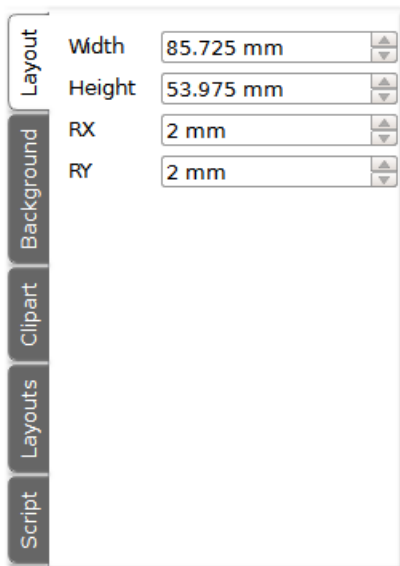 Layout
Background
Clipart
Layouts
Script
Width 85.725 mm
Height 53.975 mm
RX 2 mm
RY 2 mm